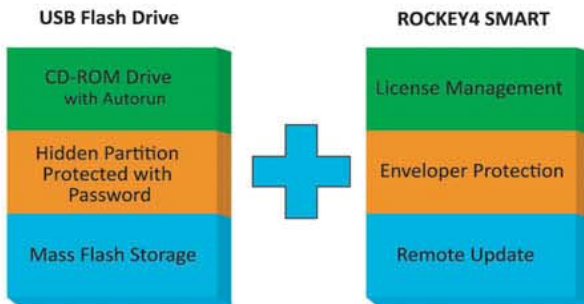 USB Flash Drive
CD-ROM Drive
with Autorun
Hidden Partition
Protected with
Password
Mass Flash Storage
ROCKEY4 SMART
License Management
Enveloper Protection
Remote Update